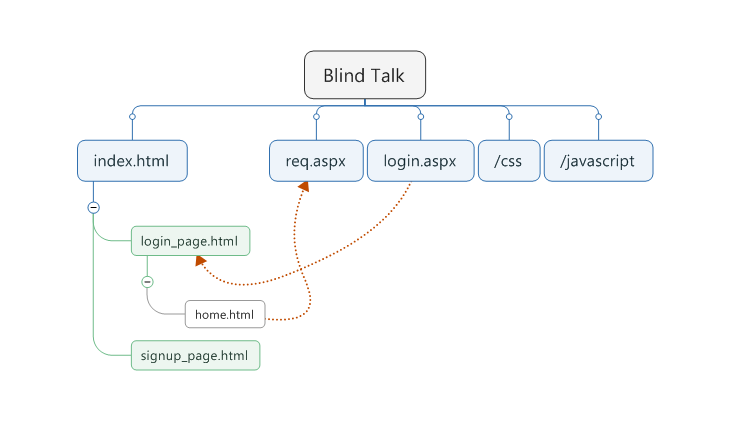 Blind Talk
index.html
req.aspx
login.aspx
/css
/javascript
login_page.html
home.html
signup_page.html